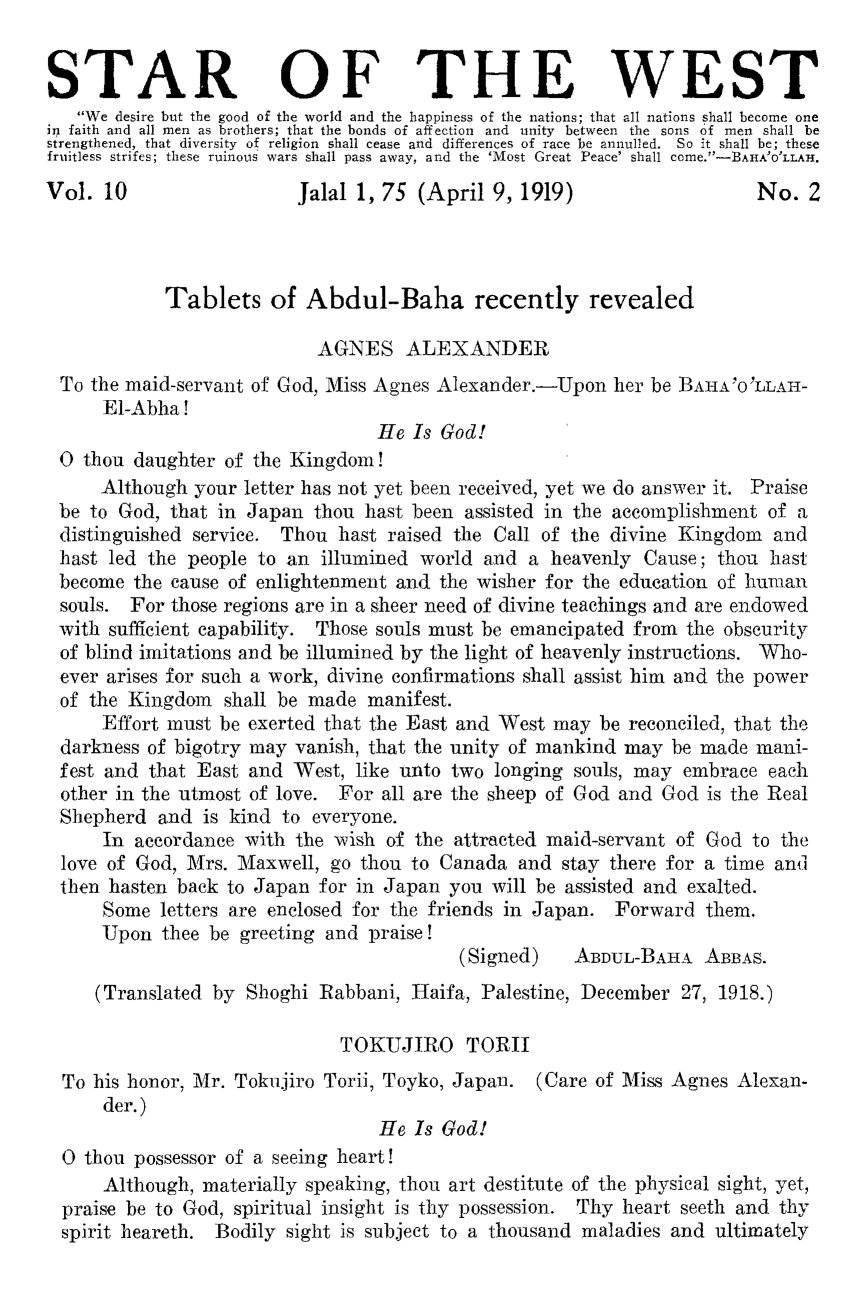 STAR OF THE WEST
"We desire but the good of the world and the happiness of the nations; that all nations shall become one
in faith and all men as brothers; that the bonds of affection and unity between the sons of men shall be
strengthened, that diversity of religion shall cease and differences of race be annulled. So it shall be; these
fruitless strifes; these ruinous wars shall pass away, and the 'Most Great Peace' shall come."—BAHA'O'LLAH.
Vol. 10 Jalal 1, 75 (April 9, 1919) No. 2
Tablets of Abdul-Baha recently revealed
AGNES ALEXANDER
To the maid-servant of God, Miss Agnes Alexander.—Upon her be BAHA'O'LLAH-
El-Abha!
He Is God!
O thou daughter of the Kingdom!
Although your letter has not yet been received, yet we do answer it. Praise
be to God, that in Japan thou hast been assisted in the accomplishment of a
distinguished service. Thou hast raised the Call of the divine Kingdom and
hast led the people to an illumined world and a heavenly Cause; thou hast
become the cause of enlightenment and the wisher for the education of human
souls. For those regions are in a sheer need of divine teachings and are endowed
with sufficient capability. Those souls must be emancipated from the obscurity
of blind imitations and be illumined by the light of heavenly instructions. Who-
ever arises for such a work, divine confirmations shall assist him and the power
of the Kingdom shall be made manifest.
Effort must be exerted that the East and West may be reconciled, that the
darkness of bigotry may vanish, that the unity of mankind may be made mani-
fest and that East and West, like unto two longing souls, may embrace each
other in the utmost of love. For all are the sheep of God and God is the Real
Shepherd and is kind to everyone.
In accordance with the wish of the attracted maid-servant of God to the
love of God, Mrs. Maxwell, go thou to Canada and stay there for a time and
then hasten back to Japan for in Japan you will be assisted and exalted.
Some letters are enclosed for the friends in Japan. Forward them.
Upon thee be greeting and praise!
(Signed) ABDUL-BAHA ABBAS.
(Translated by Shoghi Rabbani, Haifa, Palestine, December 27, 1918.)
TOKUJIRO TORII
To his honor, Mr. Tokujiro Torii, Toyko, Japan. (Care of Miss Agnes Alexan-
der.)
He Is God!
O thou possessor of a seeing heart!
Although, materially speaking, thou art destitute of the physical sight, yet,
praise be to God, spiritual insight is thy possession. Thy heart seeth and thy
spirit heareth. Bodily sight is subject to a thousand maladies and ultimately